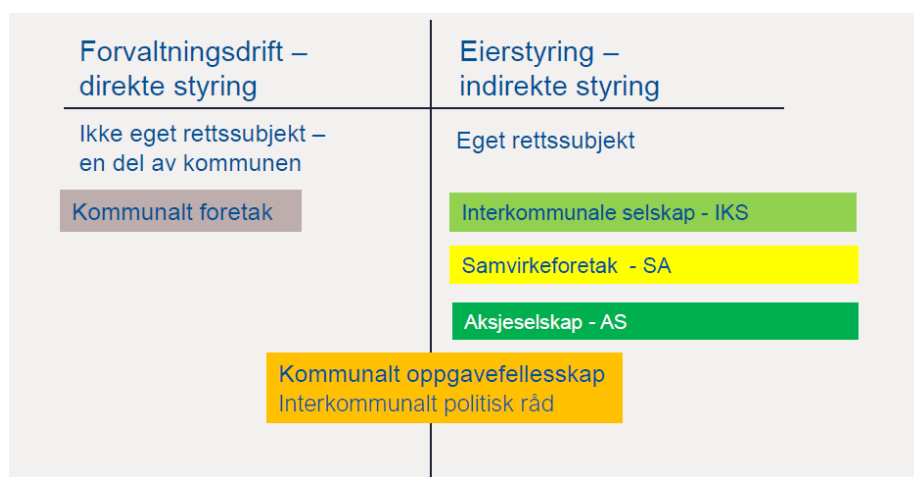 Forvaltningsdrift –
direkte styring
Eierstyring –
indirekte styring
Ikke eget rettssubjekt –
en del av kommunen
Eget rettssubjekt
Kommunalt foretak
Interkommunale selskap - IKS
Samvirkeforetak - SA
Aksjeselskap - AS
Kommunalt oppgavefellesskap
Interkommunalt politisk råd